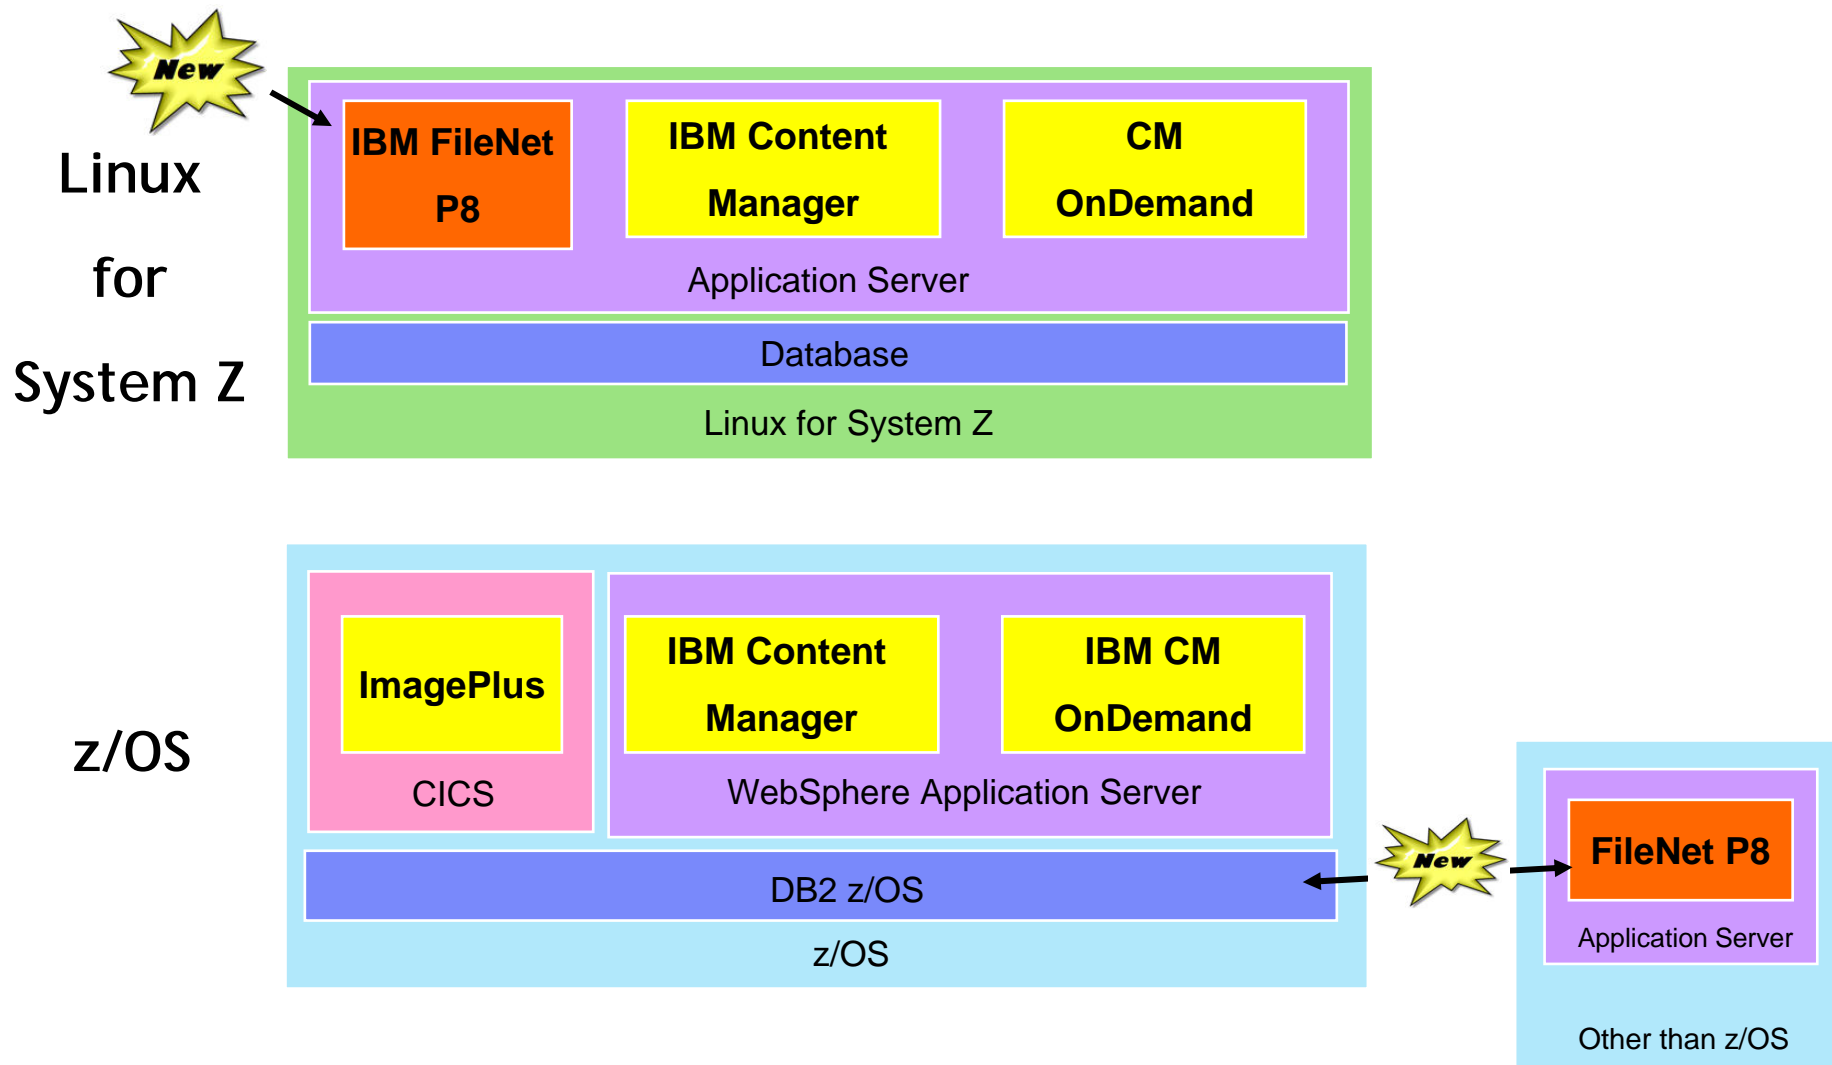 New
Linux
for
System Z
IBM FileNet
P8
IBM Content
Manager
CM
OnDemand
Application Server
Database
Linux for System Z
z/OS
ImagePlus
CICS
IBM Content
Manager
IBM CM
OnDemand
WebSphere Application Server
DB2 z/OS
z/OS
New
FileNet P8
Application Server
Other than z/OS